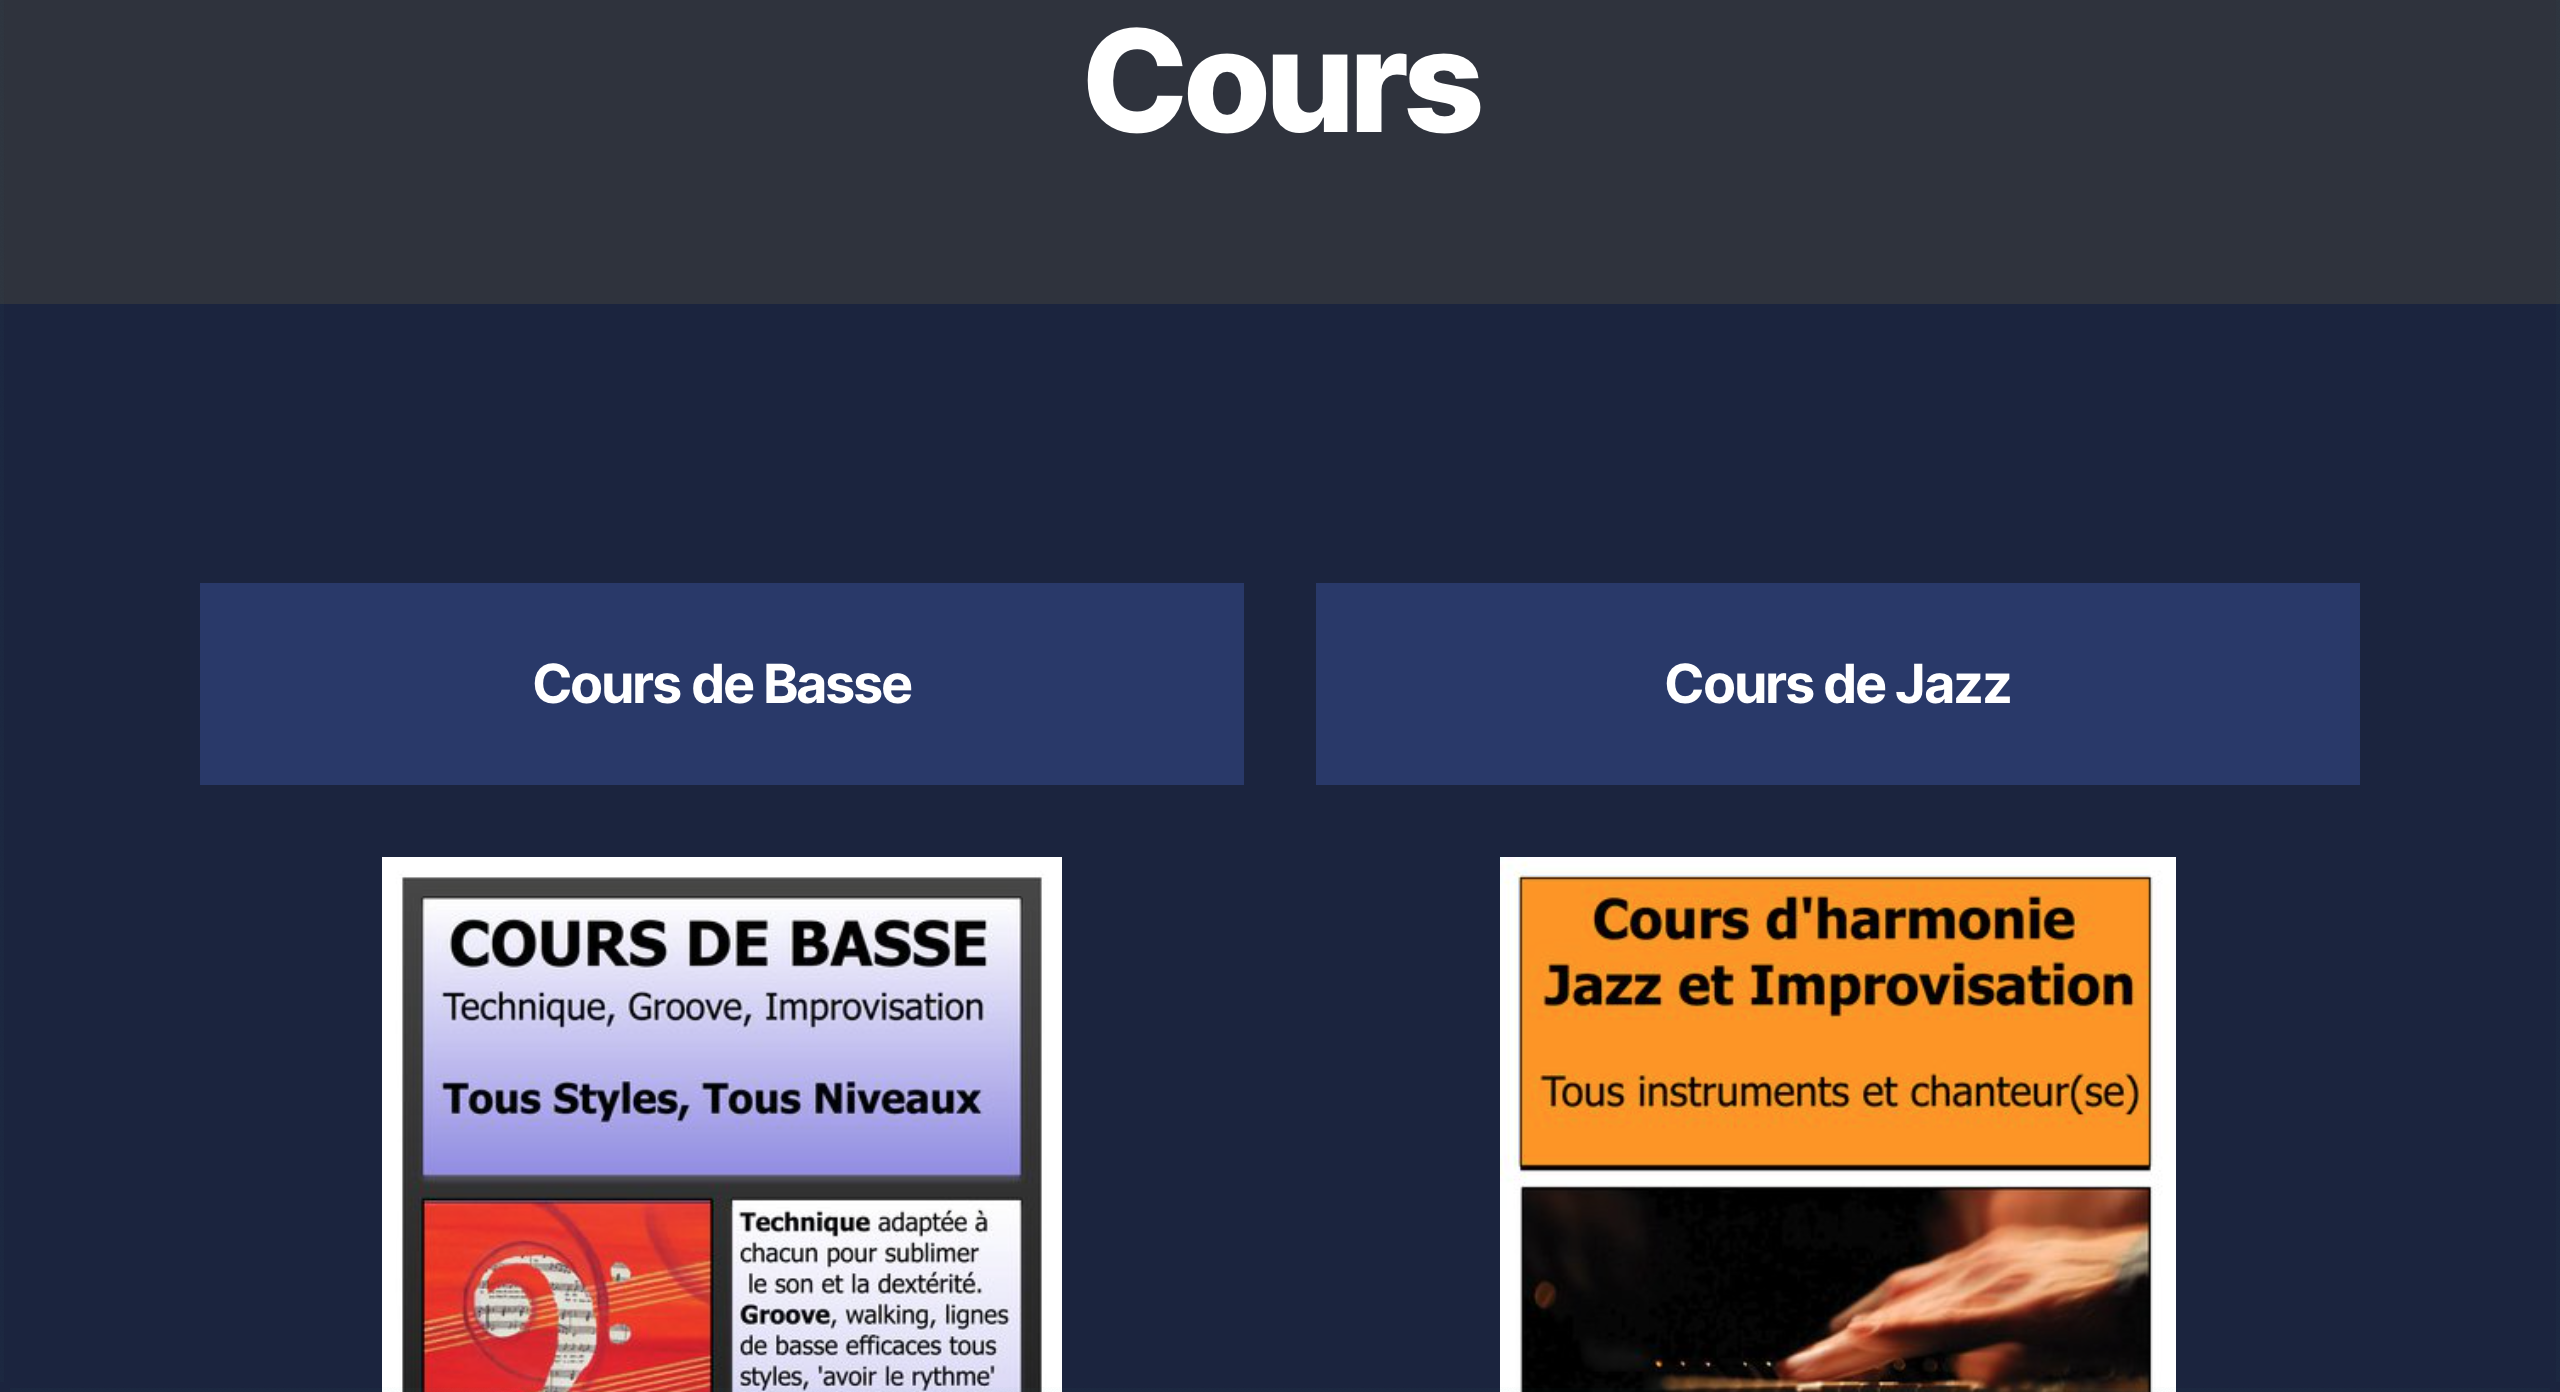 Cours
Cours de Basse
Cours de Jazz
COURS DE BASSE
Technique, Groove, Improvisation
Tous Styles, Tous Niveaux
Technique adaptée à
chacun pour sublimer
le son et la dextérité.
Groove, walking, lignes
de basse efficaces tous
styles, 'avoir le rythme'
Cours d'harmonie
Jazz et Improvisation
Tous instruments et chanteur(se)